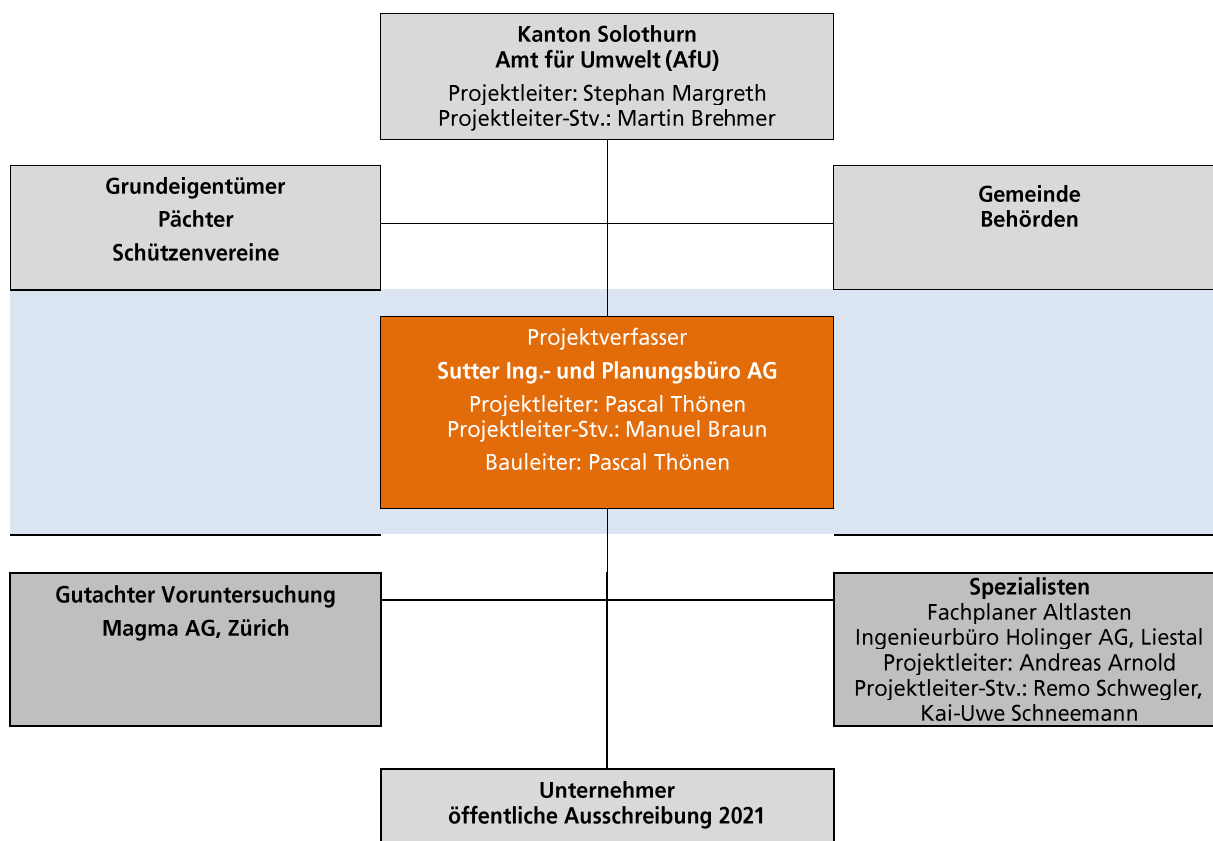 Kanton Solothurn
Amt für Umwelt (AfU)
Projektleiter: Stephan Margreth
Projektleiter-Stv.: Martin Brehmer
Grundeigentümer
Pächter
Schützenvereine
Gemeinde
Behörden
Projektverfasser
Sutter Ing.- und Planungsbüro AG
Projektleiter: Pascal Thönen
Projektleiter-Stv.: Manuel Braun
Bauleiter: Pascal Thönen
Gutachter Voruntersuchung
Magma AG, Zürich
Spezialisten
Fachplaner Altlasten
Ingenieurbüro Holinger AG, Liestal
Projektleiter: Andreas Arnold
Projektleiter-Stv.: Remo Schwegler,
Kai-Uwe Schneemann
Unternehmer
öffentliche Ausschreibung 2021